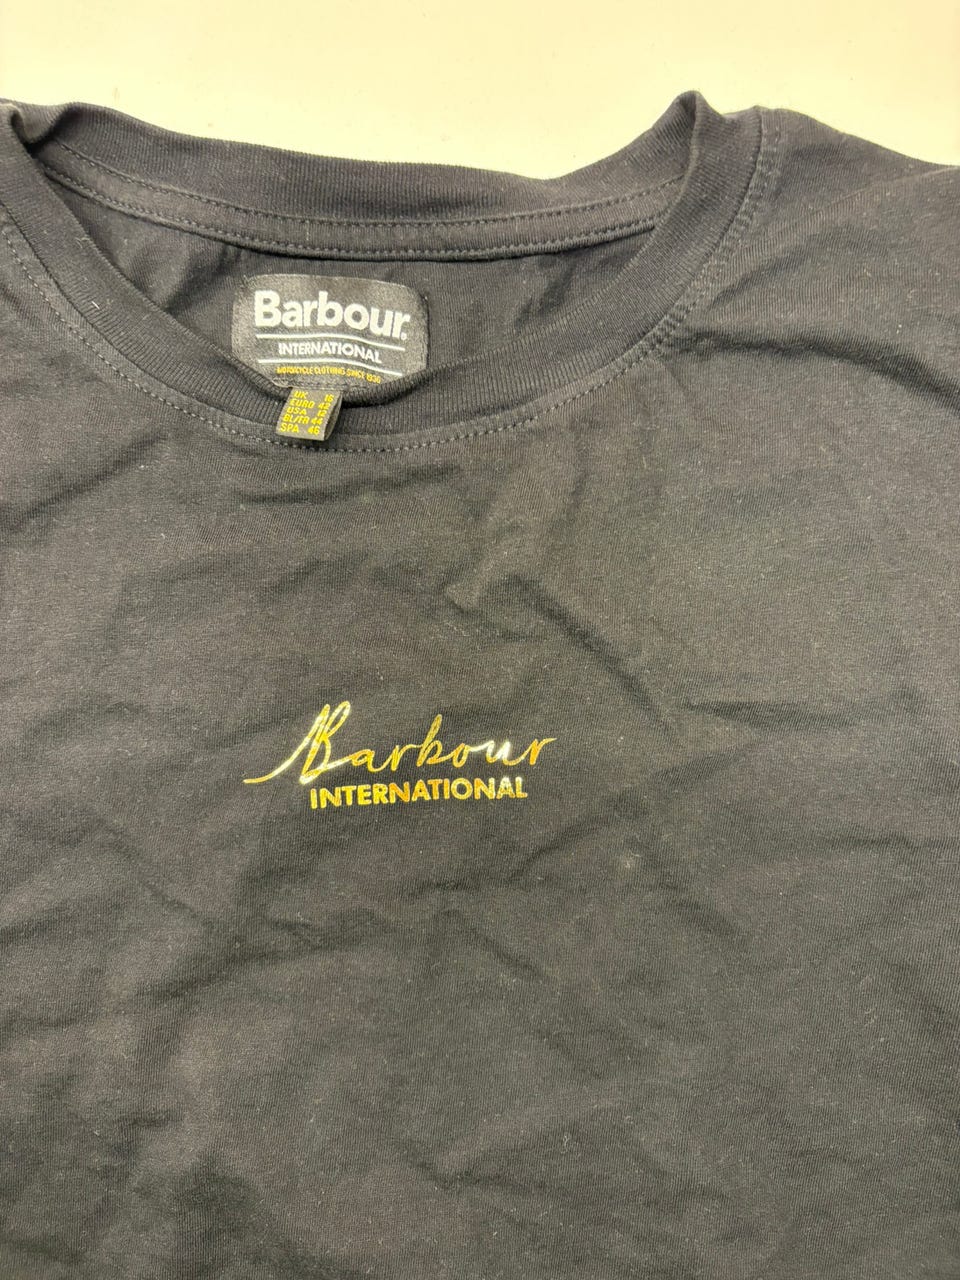 Barbour
INTERNATIONAL
MOTORCYCLE CLOTHING SINCE 1936
UK 16
EURO 42
USA 12
BL/FR 44
SPA 46
Barbour
INTERNATIONAL